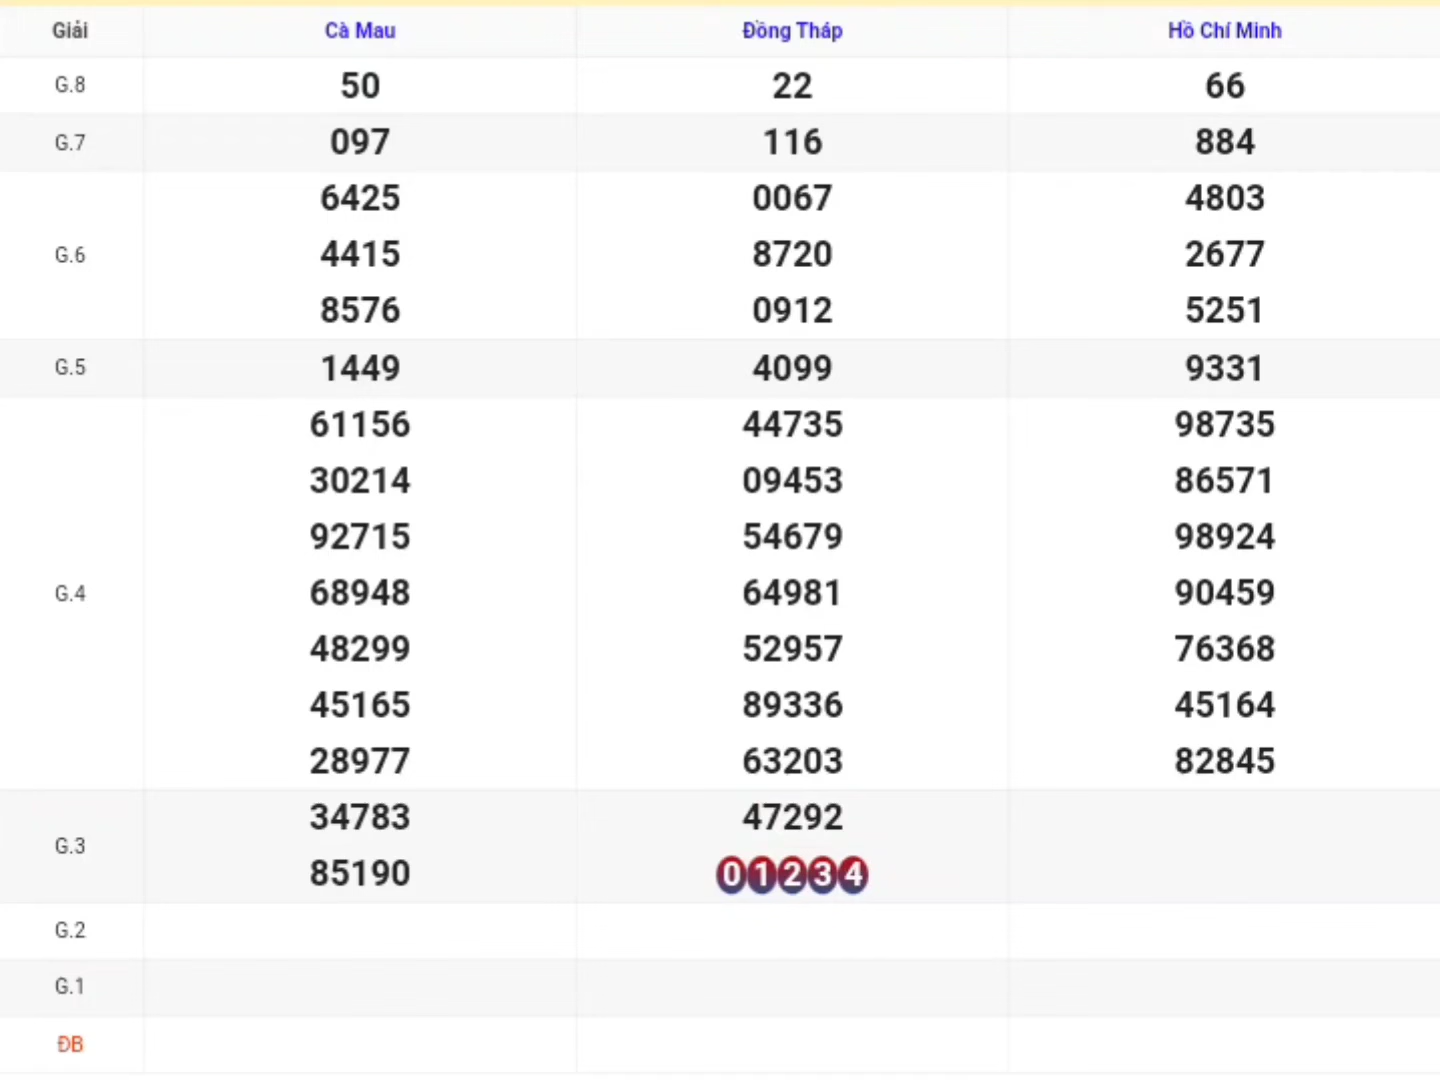 Giải Cà Mau Đồng Tháp Hồ Chí Minh
G.8 50 22 66
G.7 097 116 884
6425 0067 4803
G.6 4415 8720 2677
8576 0912 5251
G.5 1449 4099 9331
61156 44735 98735
30214 09453 86571
92715 54679 98924
G.4 68948 64981 90459
48299 52957 76368
45165 89336 45164
28977 63203 82845
34783 47292
G.3
85190 01234
G.2
G.1
ĐB